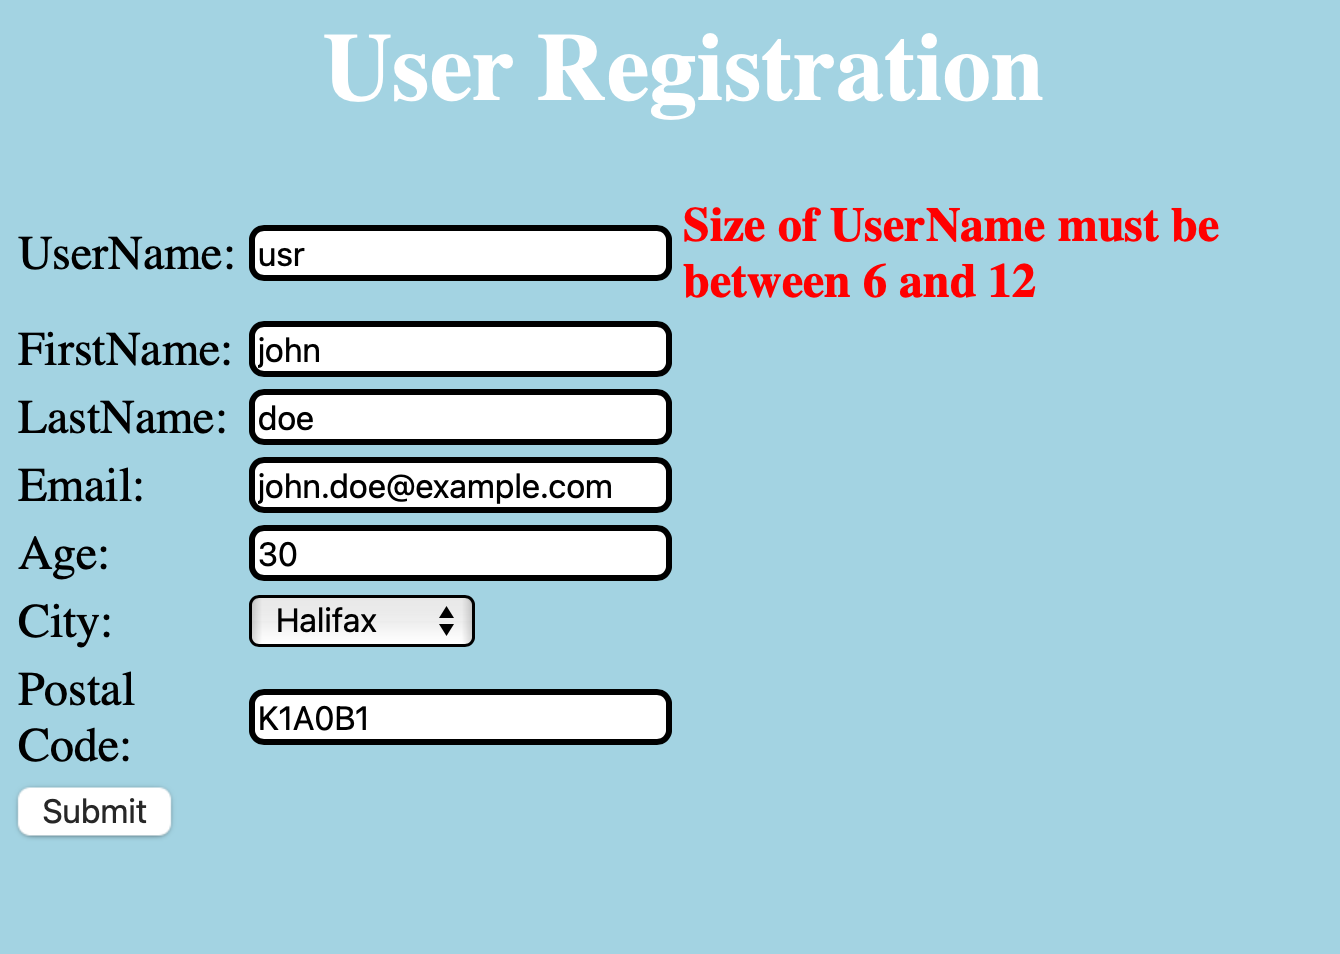 User Registration
Size of UserName must be
between 6 and 12
UserName: usr
FirstName: john
LastName: doe
Email: john.doe@example.com
Age: 30
City: Halifax
Postal
Code: K1A0B1
Submit